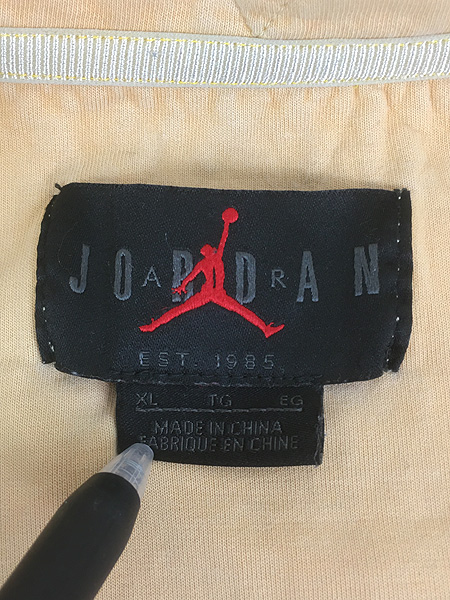 JORDAN
AIR
EST. 1985
XL TG EG
MADE IN CHINA
FABRIQUE EN CHINE